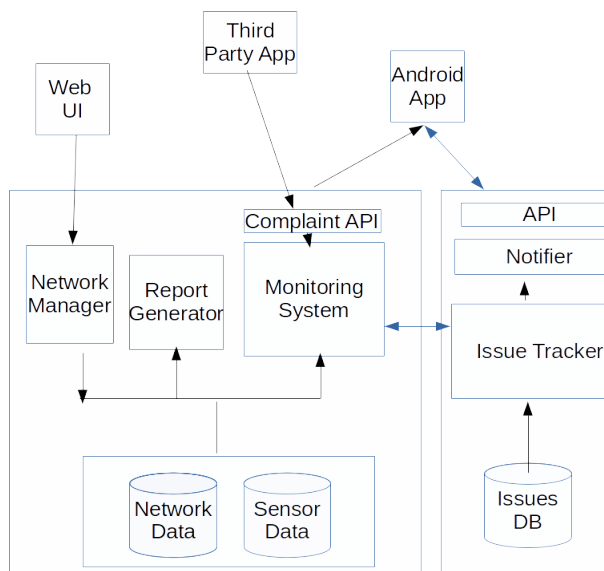 Third
Party App
Web
UI
Android
App
Complaint API
API
Notifier
Network
Manager
Report
Generator
Monitoring
System
Issue Tracker
Network
Data
Sensor
Data
Issues
DB